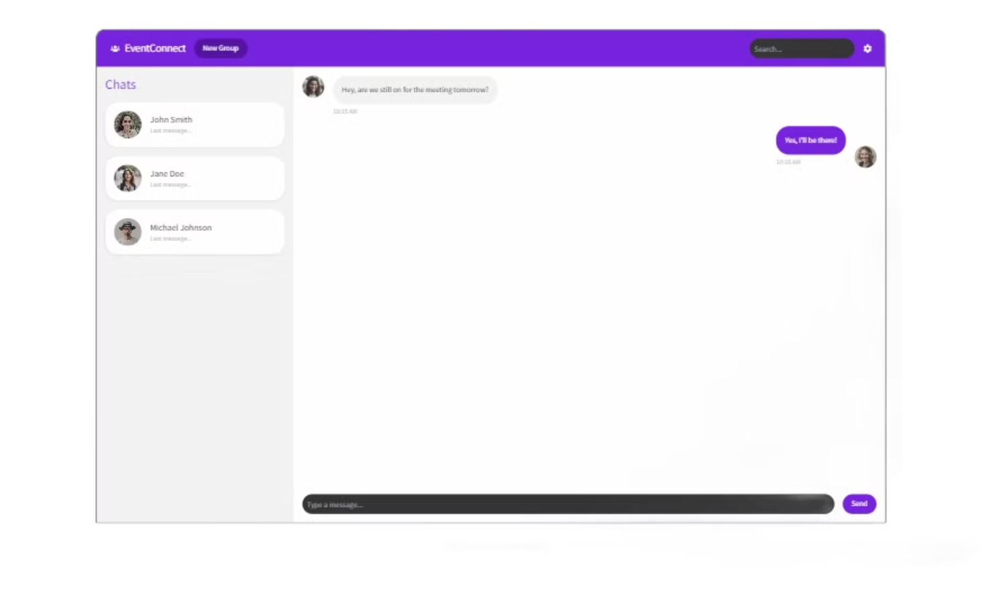 EventConnect New Group Search...
Chats
John Smith
Last message...
Jane Doe
Last message...
Michael Johnson
Last message...
Hey, are we still on for the meeting tomorrow?
10:15 AM
Yes, I'll be there!
10:16 AM
Type a message... Send